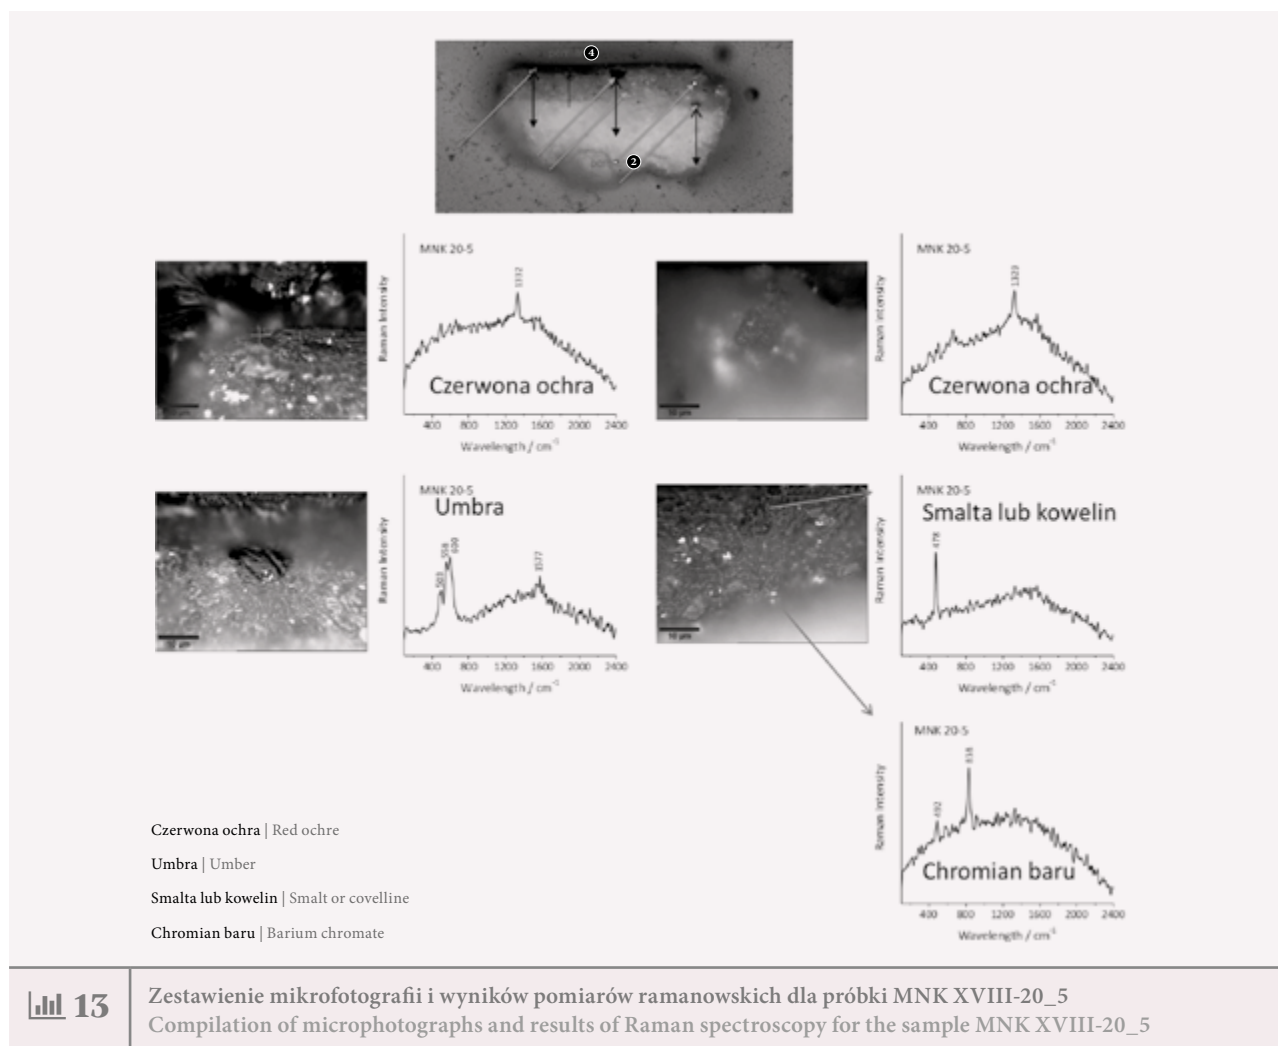 4
2
MNK 20-5
1332
Raman Intensity
Czerwona ochra
400 800 1200 1600 2000 2400
Wavelength / cm⁻¹
MNK 20-5
1323
Raman Intensity
Czerwona ochra
400 800 1200 1600 2000 2400
Wavelength / cm⁻¹
MNK 20-5
Umbra
503
558
600
1577
Raman Intensity
400 800 1200 1600 2000 2400
Wavelength / cm⁻¹
10 µm
MNK 20-5
Smalta lub kowelin
478
Raman Intensity
400 800 1200 1600 2000 2400
Wavelength / cm⁻¹
MNK 20-5
838
492
Raman Intensity
Chromian baru
400 800 1200 1600 2000 2400
Wavelength / cm⁻¹
Czerwona ochra | Red ochre
Umbra | Umber
Smalta lub kowelin | Smalt or covelline
Chromian baru | Barium chromate
13
Zestawienie mikrofotografii i wyników pomiarów ramanowskich dla próbki MNK XVIII-20_5
Compilation of microphotographs and results of Raman spectroscopy for the sample MNK XVIII-20_5